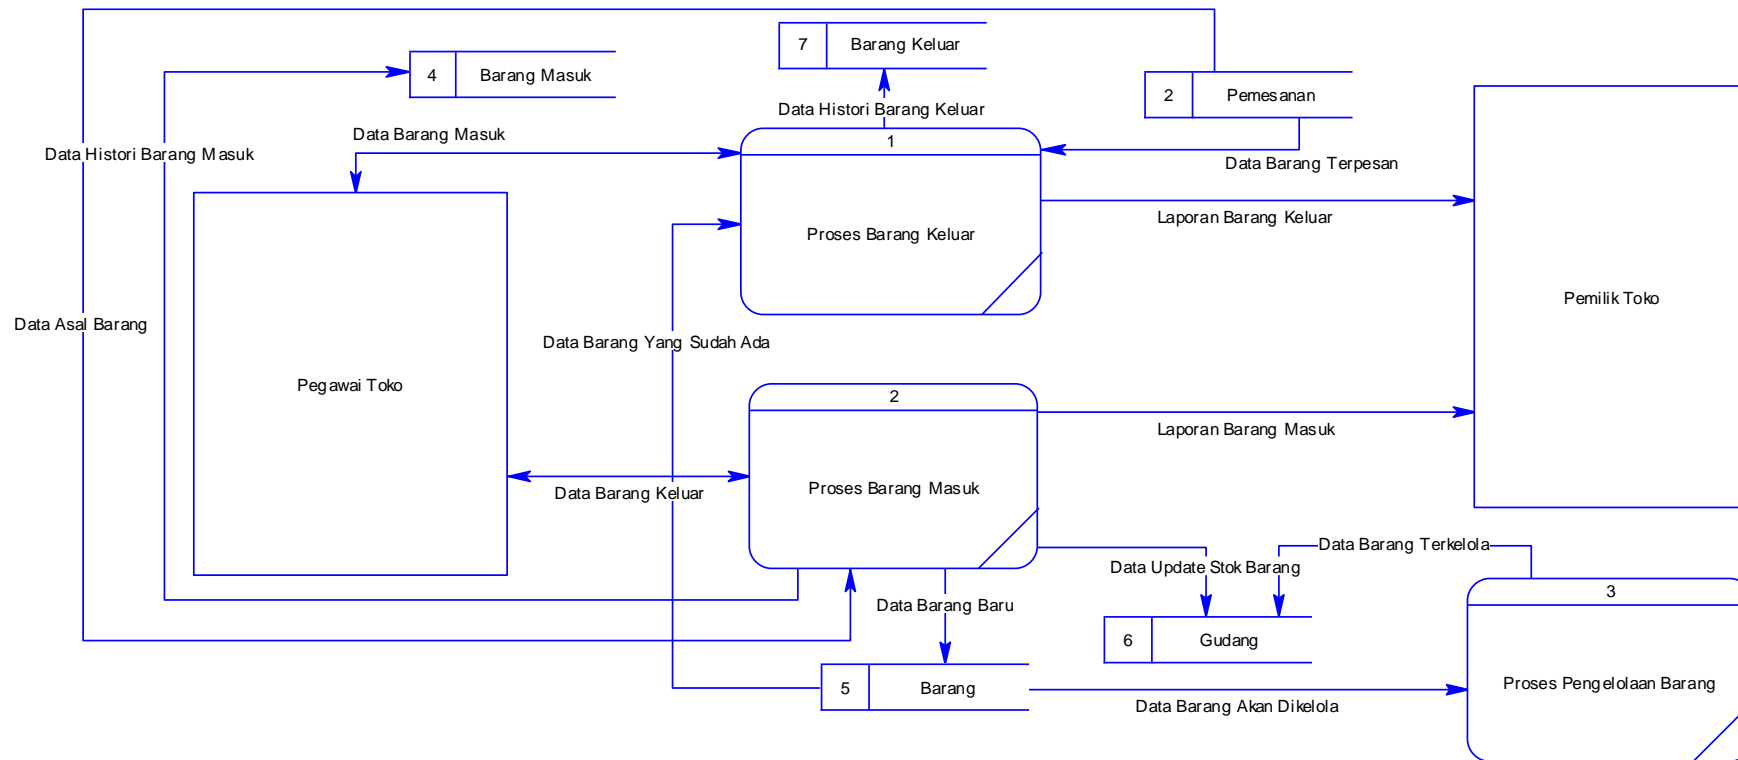 7 Barang Keluar
4 Barang Masuk
2 Pemesanan
Data Histori Barang Keluar
Data Barang Masuk
1
Data Histori Barang Masuk
Data Barang Terpesan
Laporan Barang Keluar
Proses Barang Keluar
Pemilik Toko
Data Asal Barang
Data Barang Yang Sudah Ada
Pegawai Toko
2
Laporan Barang Masuk
Proses Barang Masuk
Data Barang Keluar
Data Barang Terkelola
Data Update Stok Barang
3
Data Barang Baru
6 Gudang
Proses Pengelolaan Barang
5 Barang
Data Barang Akan Dikelola